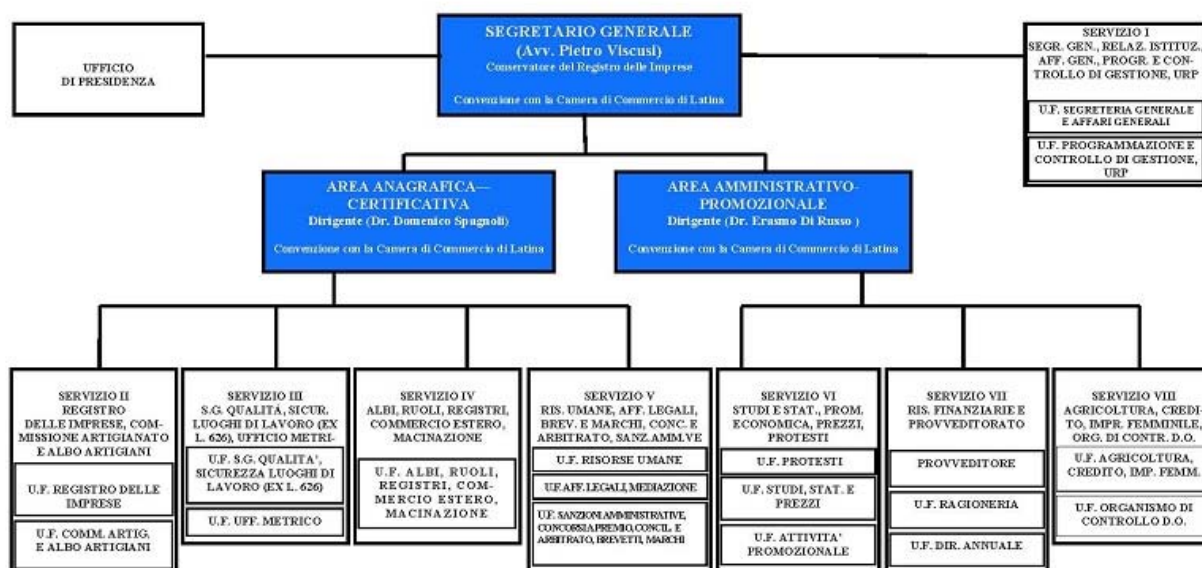 UFFICIO
DI PRESIDENZA
SEGRETARIO GENERALE
(Avv. Pietro Viscusi)
Conservatore del Registro delle Imprese
Convenzione con la Camera di Commercio di Latina
SERVIZIO I
SEGR. GEN., RELAZ. ISTITUZ.
AFF. GEN., PROGR. E CON-
TROLLO DI GESTIONE, URP
U.F. SEGRETERIA GENERALE
E AFFARI GENERALI
U.F. PROGRAMMAZIONE E
CONTROLLO DI GESTIONE,
URP
AREA ANAGRAFICA—
CERTIFICATIVA
Dirigente (Dr. Domenico Spagnoli)
Convenzione con la Camera di Commercio di Latina
AREA AMMINISTRATIVO-
PROMOZIONALE
Dirigente (Dr. Erasmo Di Russo )
Convenzione con la Camera di Commercio di Latina
SERVIZIO II
REGISTRO
DELLE IMPRESE, COM-
MISSIONE ARTIGIANATO
E ALBO ARTIGIANI
U.F. REGISTRO DELLE
IMPRESE
U.F. COMM. ARTIG.
E ALBO ARTIGIANI
SERVIZIO III
S.G. QUALITÁ, SICUR.
LUOGHI DI LAVORO (EX
L. 626), UFFICIO METRI-
U.F. S.G. QUALITA',
SICUREZZA LUOGHI DI
LAVORO (EX L. 626)
U.F. UFF. METRICO
SERVIZIO IV
ALBI, RUOLI, REGISTRI,
COMMERCIO ESTERO,
MACINAZIONE
U.F. ALBI, RUOLI,
REGISTRI, COM-
MERCIO ESTERO,
MACINAZIONE
SERVIZIO V
RIS. UMANE, AFF. LEGALI,
BREV. E MARCHI, CONC. E
ARBITRATO, SANZ.AMM.VE
U.F. RISORSE UMANE
U.F.AFF. LEGALI, MEDIAZIONE
U.F. SANZIONI AMMINISTRATIVE,
CONCORSI A PREMIO, CONCIL. E
ARBITRATO, BREVETTI, MARCHI
SERVIZIO VI
STUDI E STAT., PROM.
ECONOMICA, PREZZI,
PROTESTI
U.F. PROTESTI
U.F. STUDI, STAT. E
PREZZI
U.F. ATTIVITA'
PROMOZIONALE
SERVIZIO VII
RIS. FINANZIARIE E
PROVVEDITORATO
PROVVEDITORE
U.F. RAGIONERIA
U.F. DIR. ANNUALE
SERVIZIO VIII
AGRICOLTURA, CREDI-
TO, IMPR. FEMMINILE,
ORG. DI CONTR. D.O.
U.F. AGRICOLTURA,
CREDITO, IMP. FEMM.
U.F. ORGANISMO DI
CONTROLLO D.O.